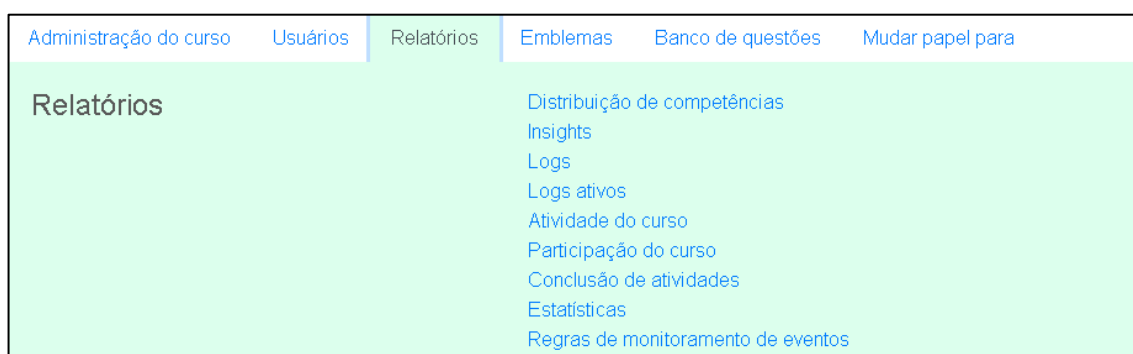 Administração do curso Usuários Relatórios Emblemas Banco de questões Mudar papel para
Relatórios
Distribuição de competências
Insights
Logs
Logs ativos
Atividade do curso
Participação do curso
Conclusão de atividades
Estatísticas
Regras de monitoramento de eventos